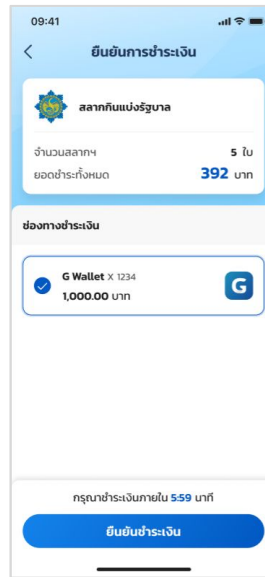 09:41
ยืนยันการชำระเงิน
สลากกินแบ่งรัฐบาล
จำนวนสลากฯ 5 ใบ
ยอดชำระทั้งหมด 392 บาท
ช่องทางชำระเงิน
G Wallet X 1234
1,000.00 บาท
G
กรุณาชำระเงินภายใน 5:59 นาที
ยืนยันชำระเงิน